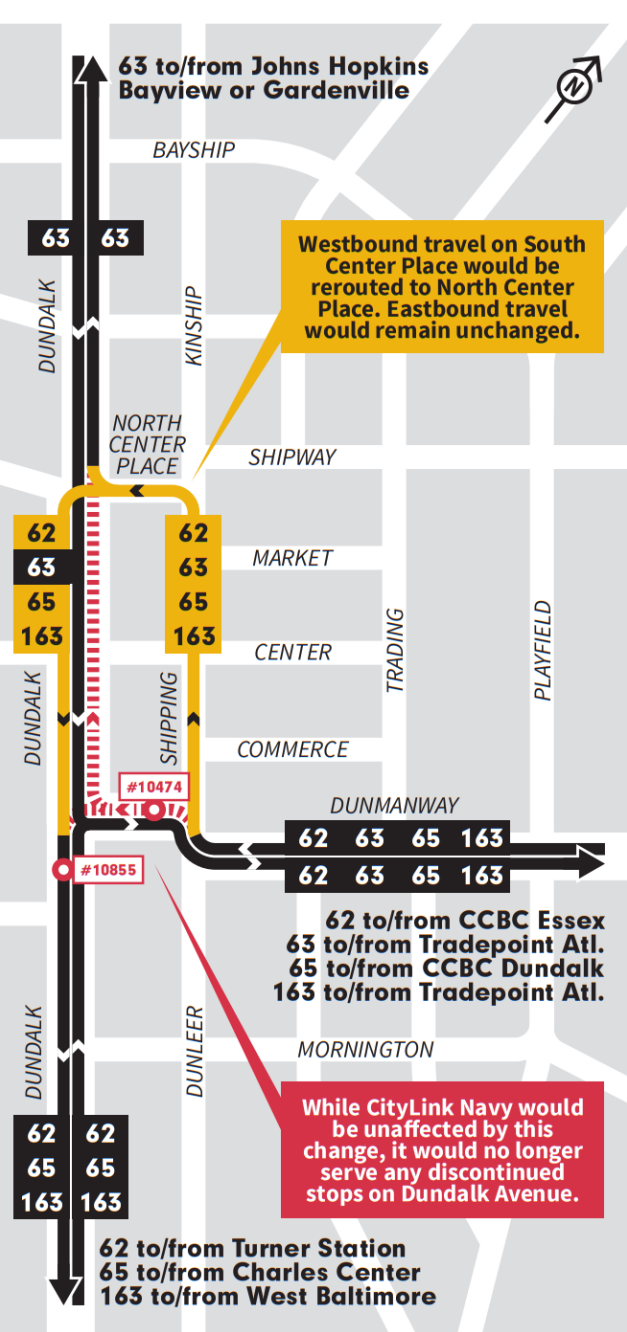 63 to/from Johns Hopkins
Bayview or Gardenville
N
BAYSHIP
63 63
Westbound travel on South
Center Place would be
rerouted to North Center
Place. Eastbound travel
would remain unchanged.
DUNDALK
KINSHIP
NORTH
CENTER
PLACE
SHIPWAY
62
63
65
163
62
63
65
163
MARKET
CENTER
TRADING
PLAYFIELD
DUNDALK
SHIPPING
COMMERCE
#10474
DUNMANWAY
62 63 65 163
62 63 65 163
#10855
62 to/from CCBC Essex
63 to/from Tradepoint Atl.
65 to/from CCBC Dundalk
163 to/from Tradepoint Atl.
DUNDALK
DUNLEER
MORNINGTON
62 62
65 65
163 163
While CityLink Navy would
be unaffected by this
change, it would no longer
serve any discontinued
stops on Dundalk Avenue.
62 to/from Turner Station
65 to/from Charles Center
163 to/from West Baltimore